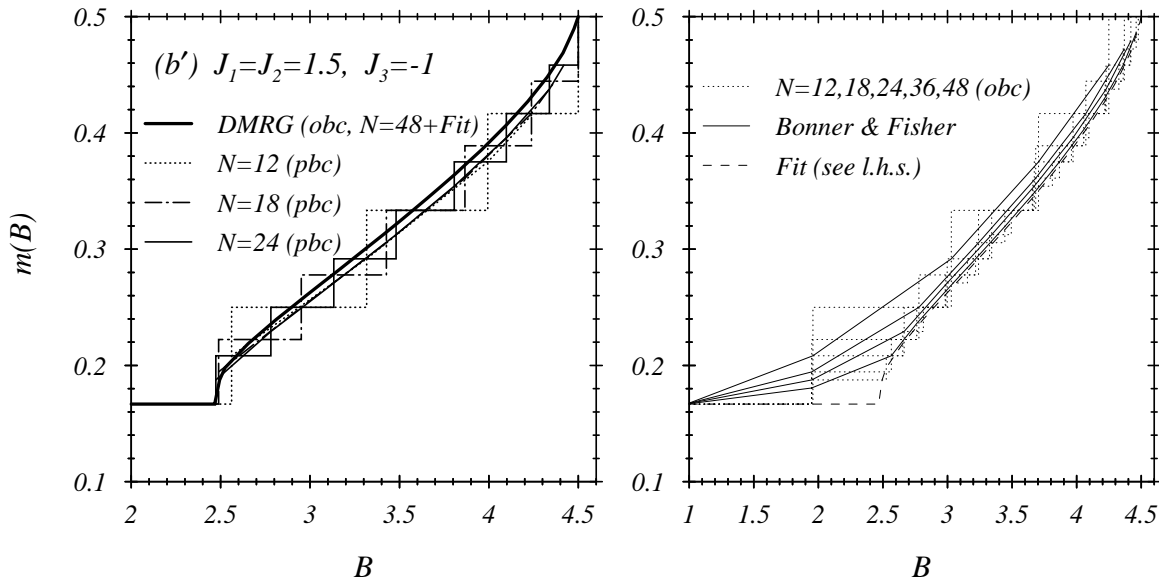 0.5
0.4
0.3
0.2
0.1
m(B)
(b′) J₁=J₂=1.5, J₃=-1
DMRG (obc, N=48+Fit)
N=12 (pbc)
N=18 (pbc)
N=24 (pbc)
2 2.5 3 3.5 4 4.5
B
0.5
0.4
0.3
0.2
0.1
N=12,18,24,36,48 (obc)
Bonner & Fisher
Fit (see l.h.s.)
1 1.5 2 2.5 3 3.5 4 4.5
B